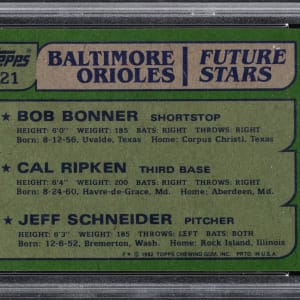 Topps
21
BALTIMORE
ORIOLES
FUTURE
STARS
★ BOB BONNER SHORTSTOP
HEIGHT: 6'0" WEIGHT: 185 BATS: RIGHT THROWS: RIGHT
Born: 8-12-56, Uvalde, Texas Home: Corpus Christi, Texas
★ CAL RIPKEN THIRD BASE
HEIGHT: 6'4" WEIGHT: 200 BATS: RIGHT THROWS: RIGHT
Born: 8-24-60, Havre-de-Grace, Md. Home: Aberdeen, Md.
★ JEFF SCHNEIDER PITCHER
HEIGHT: 6'3" WEIGHT: 185 THROWS: LEFT BATS: BOTH
Born: 12-6-52, Bremerton, Wash. Home: Rock Island, Illinois
F★ © 1982 TOPPS CHEWING GUM, INC. PRTD. IN U.S.A.